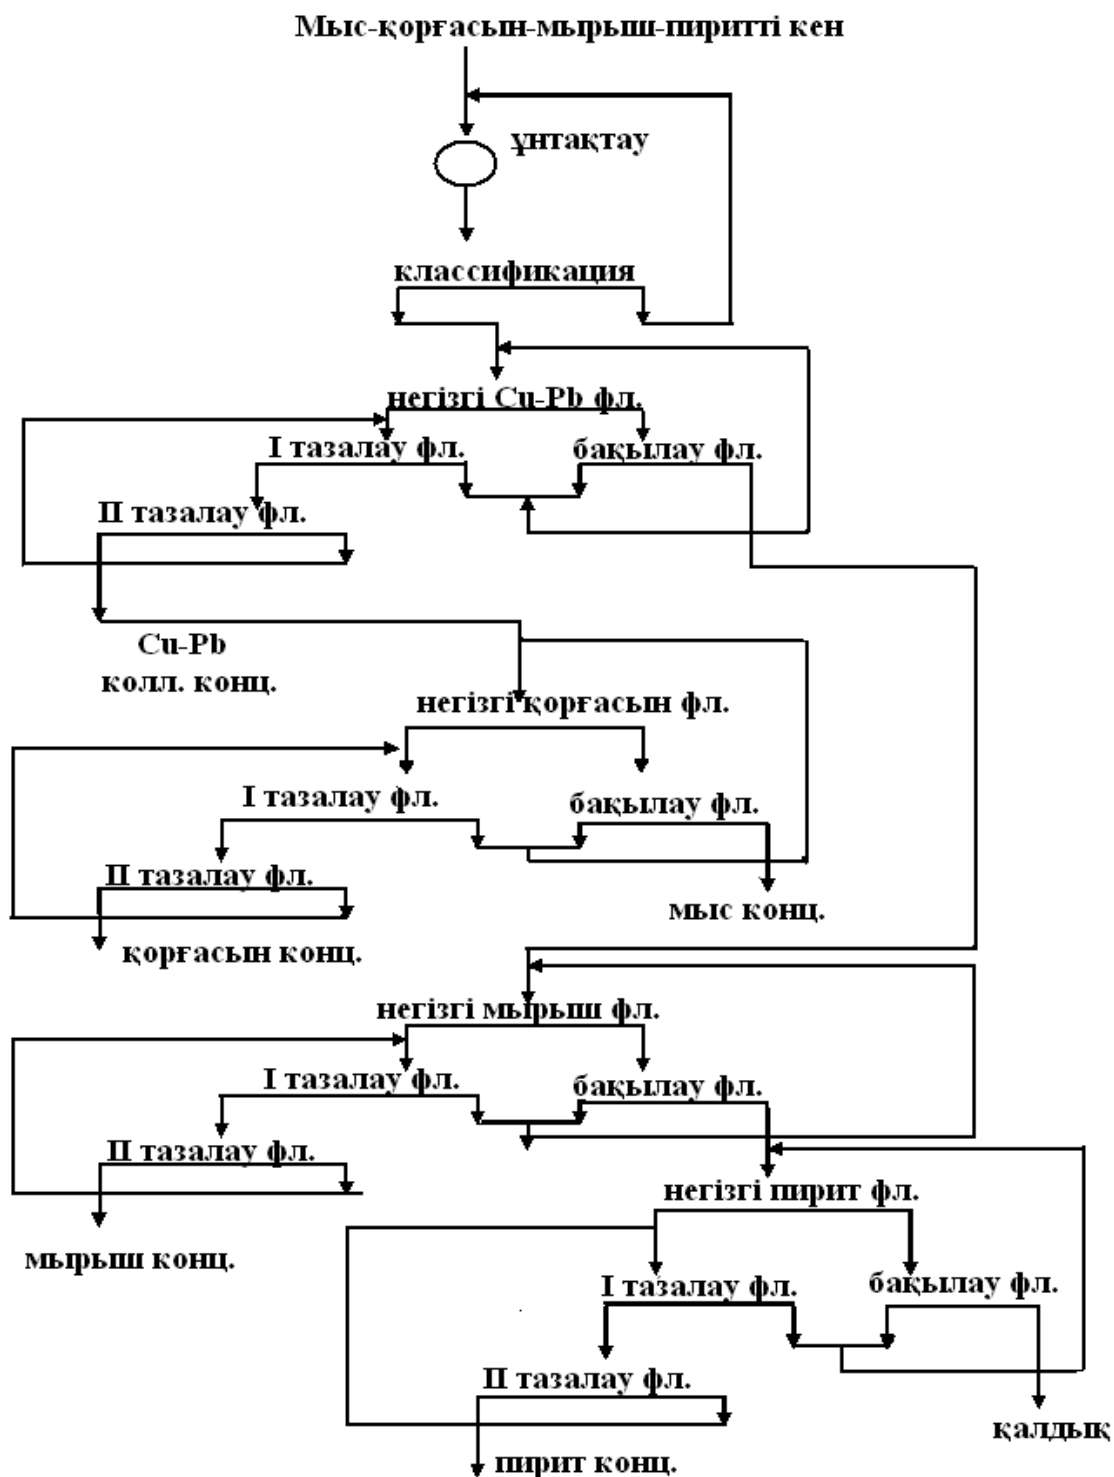 Мыс-қорғасын-мырыш-пиритті кен
ұнтақтау
классификация
негізгі Cu-Pb фл.
I тазалау фл.
бақылау фл.
II тазалау фл.
Cu-Pb
колл. конц.
негізгі қорғасын фл.
I тазалау фл.
бақылау фл.
II тазалау фл.
мыс конц.
қорғасын конц.
негізгі мырыш фл.
I тазалау фл.
бақылау фл.
II тазалау фл.
негізгі пирит фл.
мырыш конц.
I тазалау фл.
бақылау фл.
II тазалау фл.
қалдық
пирит конц.